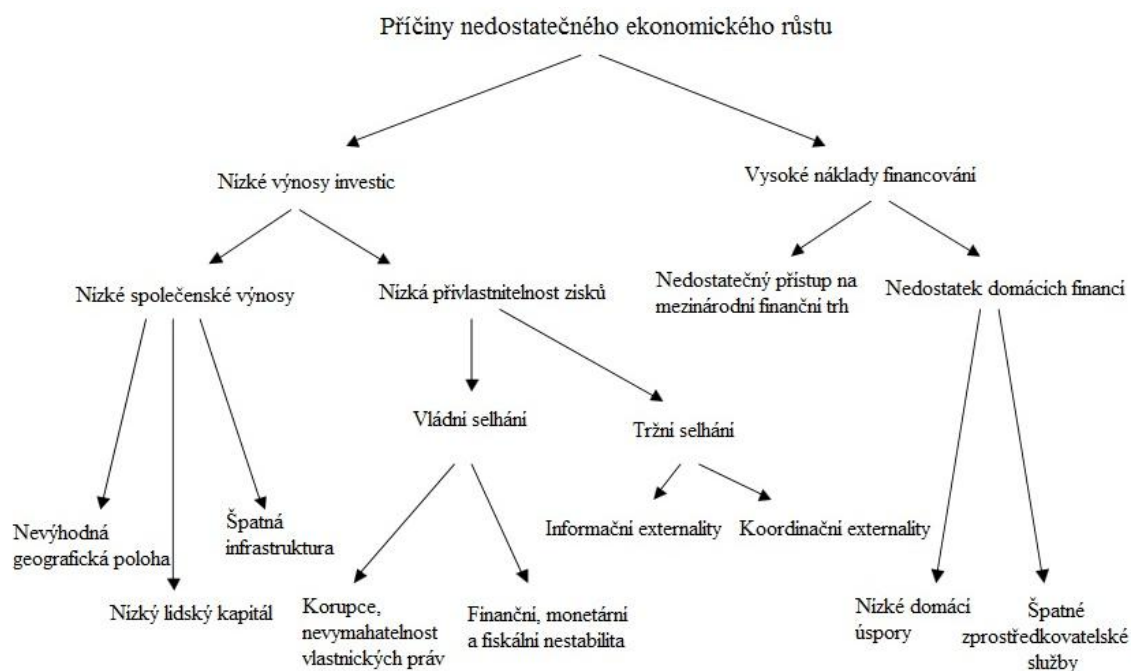 Příčiny nedostatečného ekonomického růstu
Nízké výnosy investic
Vysoké náklady financování
Nízké společenské výnosy
Nízká přivlastnitelnost zisků
Nedostatečný přístup na
mezinárodní finanční trh
Nedostatek domácích financí
Vládní selhání
Tržní selhání
Nevýhodná
geografická poloha
Špatná
infrastruktura
Informační externality
Koordinační externality
Nízký lidský kapitál
Korupce,
nevymahatelnost
vlastnických práv
Finanční, monetární
a fiskální nestabilita
Nízké domácí
úspory
Špatné
zprostředkovatelské
služby